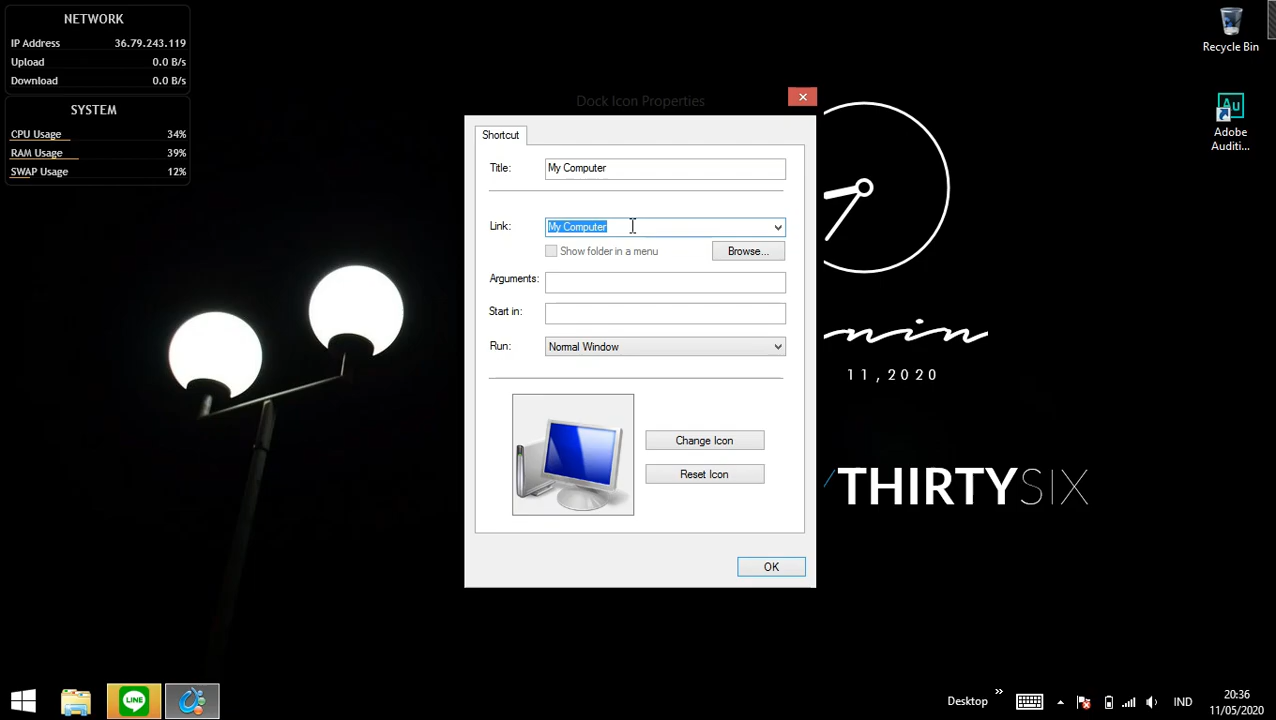 NETWORK
IP Address 36.79.243.119
Upload 0.0 B/s
Download 0.0 B/s
SYSTEM
CPU Usage 34%
RAM Usage 39%
SWAP Usage 12%
Recycle Bin
Au
Adobe
Auditi...
Dock Icon Properties
Shortcut
Title: My Computer
Link: My Computer
Show folder in a menu
Browse...
Arguments:
Start in:
Run: Normal Window
Change Icon
Reset Icon
OK
11,2020
/THIRTYSIX
LINE
Desktop
IND
20:36
11/05/2020